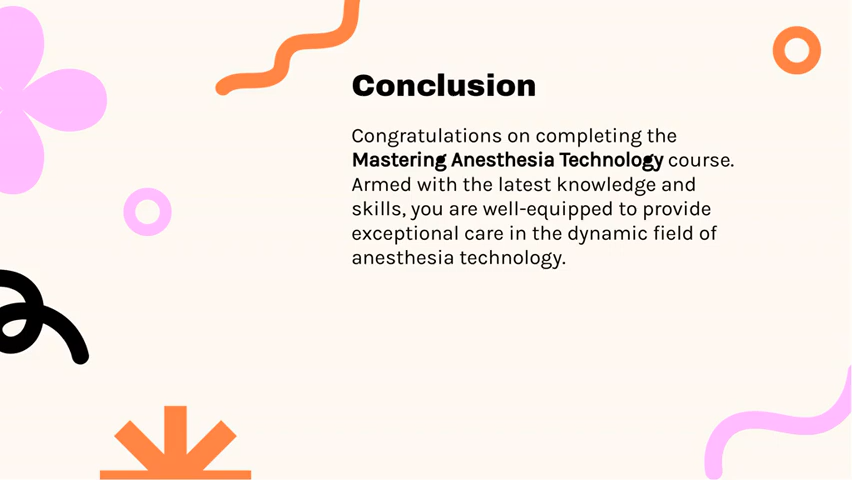 Conclusion
Congratulations on completing the
Mastering Anesthesia Technology course.
Armed with the latest knowledge and
skills, you are well-equipped to provide
exceptional care in the dynamic field of
anesthesia technology.